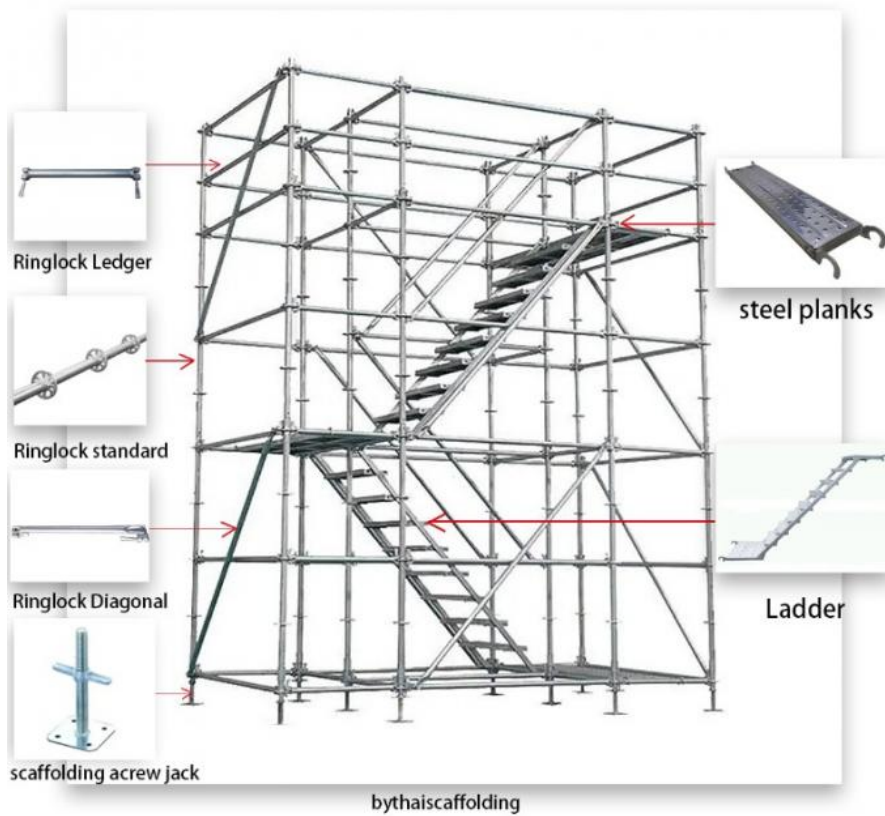 Ringlock Ledger
steel planks
Ringlock standard
Ringlock Diagonal
Ladder
scaffolding acrew jack
bythaiscaffolding